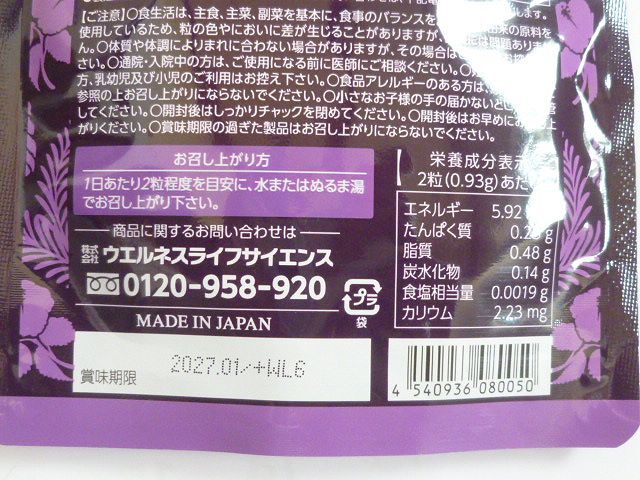 【ご注意】〇食生活は、主食、主菜、副菜を基本に、食事のバランスを
使用しているため、粒の色やにおいに差が生じることがありますが、
〇体質や体調によりまれに合わない場合がありますが、その場合は
い。〇通院・入院中の方は、ご使用になる前に医師にご相談ください。
方、乳幼児及び小児のご利用はお控え下さい。〇食品アレルギーのある方は、
参照の上お召し上がりにならないでください。〇小さなお子様の手の届かない
してください。〇開封後はしっかりチャックを閉めてください。〇開封後はお早めに
がりください。〇賞味期限の過ぎた製品はお召し上がりにならないでください。
お召し上がり方
1日あたり2粒程度を目安に、水またはぬるま湯
でお召し上がり下さい。
商品に関するお問い合わせは
株式会社 ウエルネスライフサイエンス
0120-958-920
プラ
袋
MADE IN JAPAN
賞味期限 2027.01/+WL6
栄養成分表示
2粒(0.93g)あた
エネルギー 5.92
たんぱく質
脂質 0.48 g
炭水化物 0.14 g
食塩相当量 0.0019 g
カリウム 2.23 mg
4 540936 080050